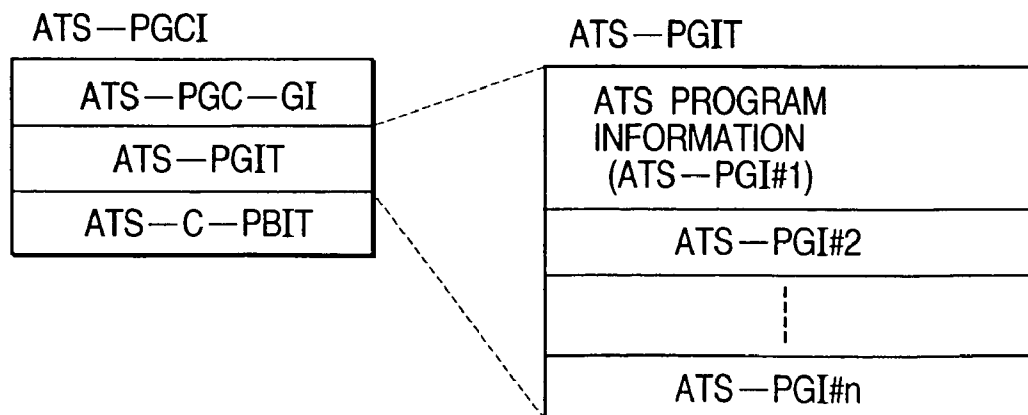 ATS—PGCI
ATS—PGC—GI
ATS—PGIT
ATS—C—PBIT
ATS—PGIT
ATS PROGRAM
INFORMATION
(ATS—PGI#1)
ATS—PGI#2
ATS—PGI#n